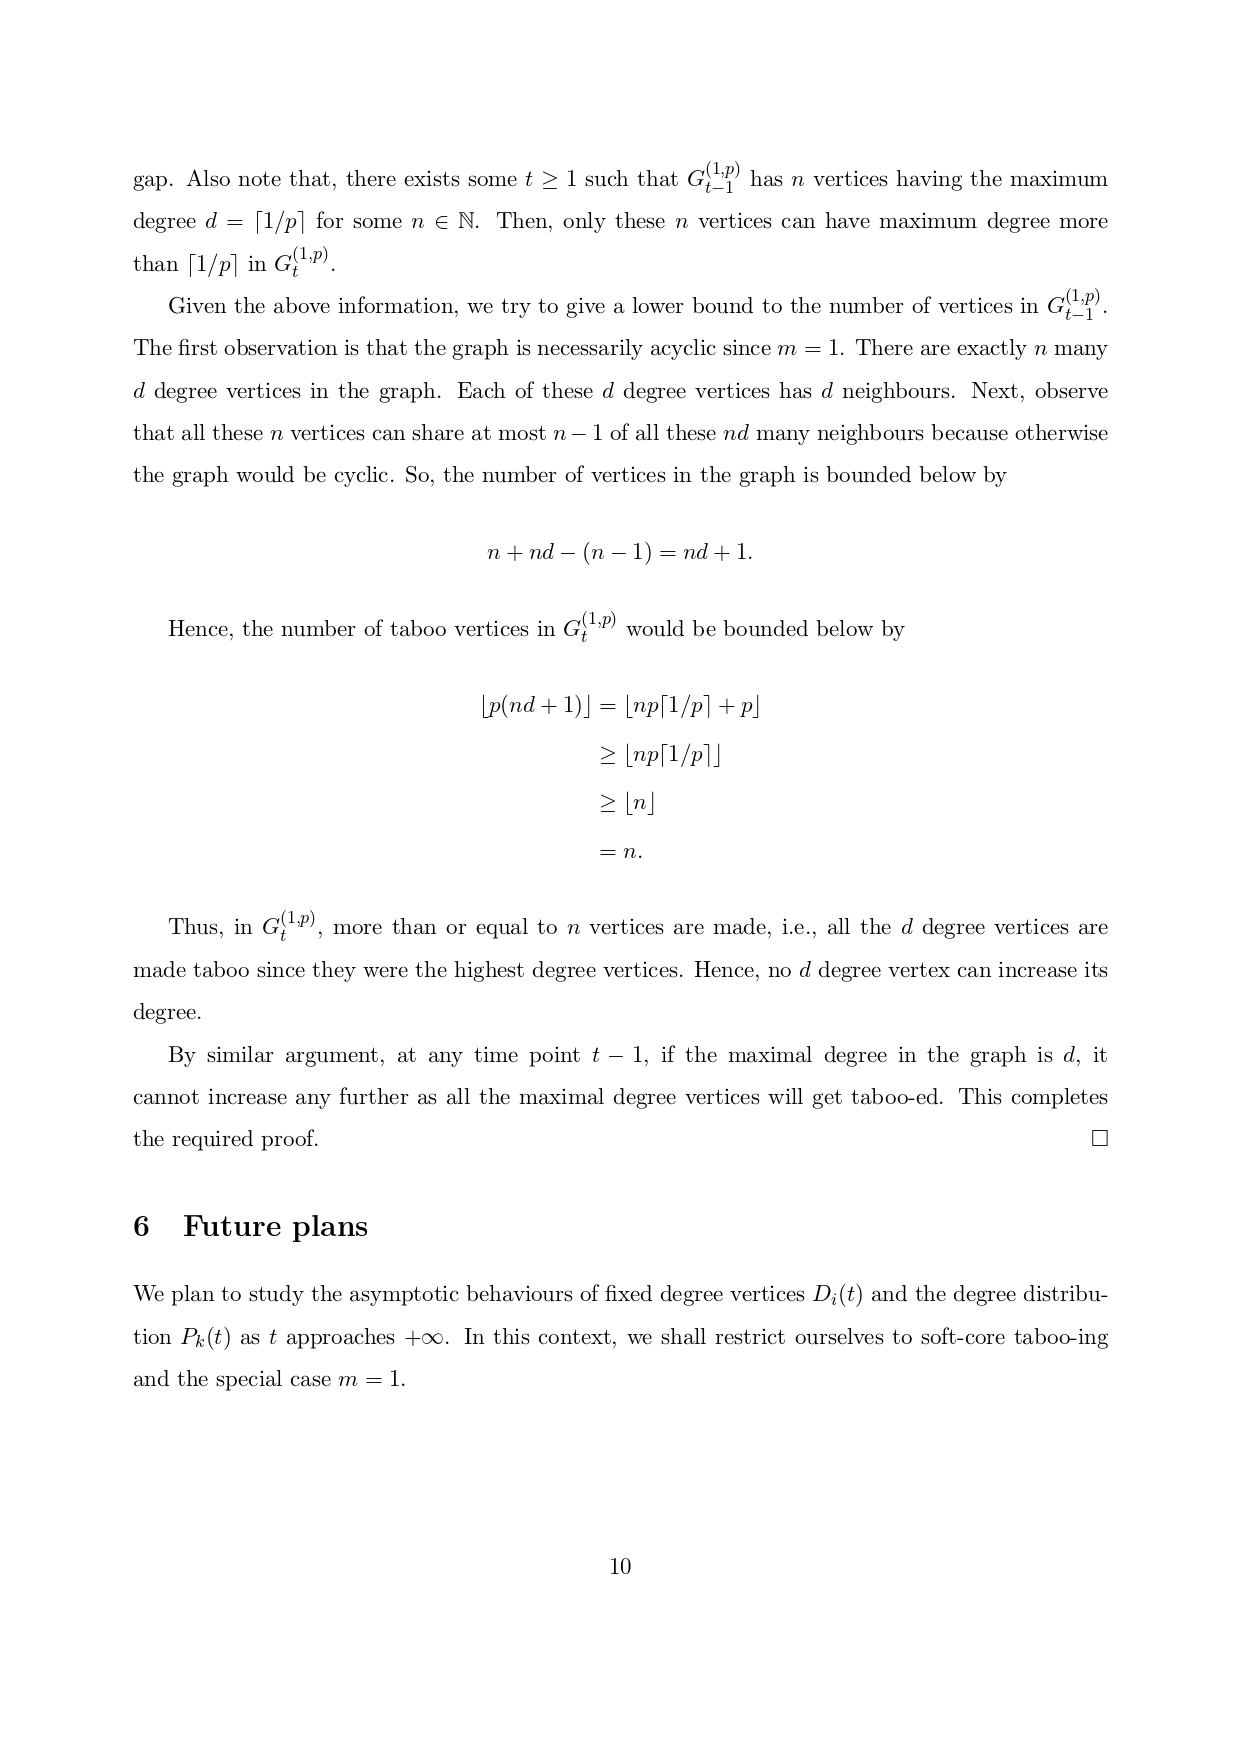 gap. Also note that, there exists some $t \geq 1$ such that $G_{t-1}^{(1,p)}$ has $n$ vertices having the maximum
degree $d = \lceil 1/p \rceil$ for some $n \in \mathbb{N}$. Then, only these $n$ vertices can have maximum degree more
than $\lceil 1/p \rceil$ in $G_t^{(1,p)}$.
Given the above information, we try to give a lower bound to the number of vertices in $G_{t-1}^{(1,p)}$.
The first observation is that the graph is necessarily acyclic since $m = 1$. There are exactly $n$ many
$d$ degree vertices in the graph. Each of these $d$ degree vertices has $d$ neighbours. Next, observe
that all these $n$ vertices can share at most $n - 1$ of all these $nd$ many neighbours because otherwise
the graph would be cyclic. So, the number of vertices in the graph is bounded below by
$n + nd - (n - 1) = nd + 1.$
Hence, the number of taboo vertices in $G_t^{(1,p)}$ would be bounded below by
$\lfloor p(nd + 1) \rfloor = \lfloor np\lceil 1/p \rceil + p \rfloor$
$\geq \lfloor np\lceil 1/p \rceil \rfloor$
$\geq \lfloor n \rfloor$
$= n.$
Thus, in $G_t^{(1,p)}$, more than or equal to $n$ vertices are made, i.e., all the $d$ degree vertices are
made taboo since they were the highest degree vertices. Hence, no $d$ degree vertex can increase its
degree.
By similar argument, at any time point $t - 1$, if the maximal degree in the graph is $d$, it
cannot increase any further as all the maximal degree vertices will get taboo-ed. This completes
the required proof. □
6 Future plans
We plan to study the asymptotic behaviours of fixed degree vertices $D_i(t)$ and the degree distribu-
tion $P_k(t)$ as $t$ approaches $+\infty$. In this context, we shall restrict ourselves to soft-core taboo-ing
and the special case $m = 1$.
10